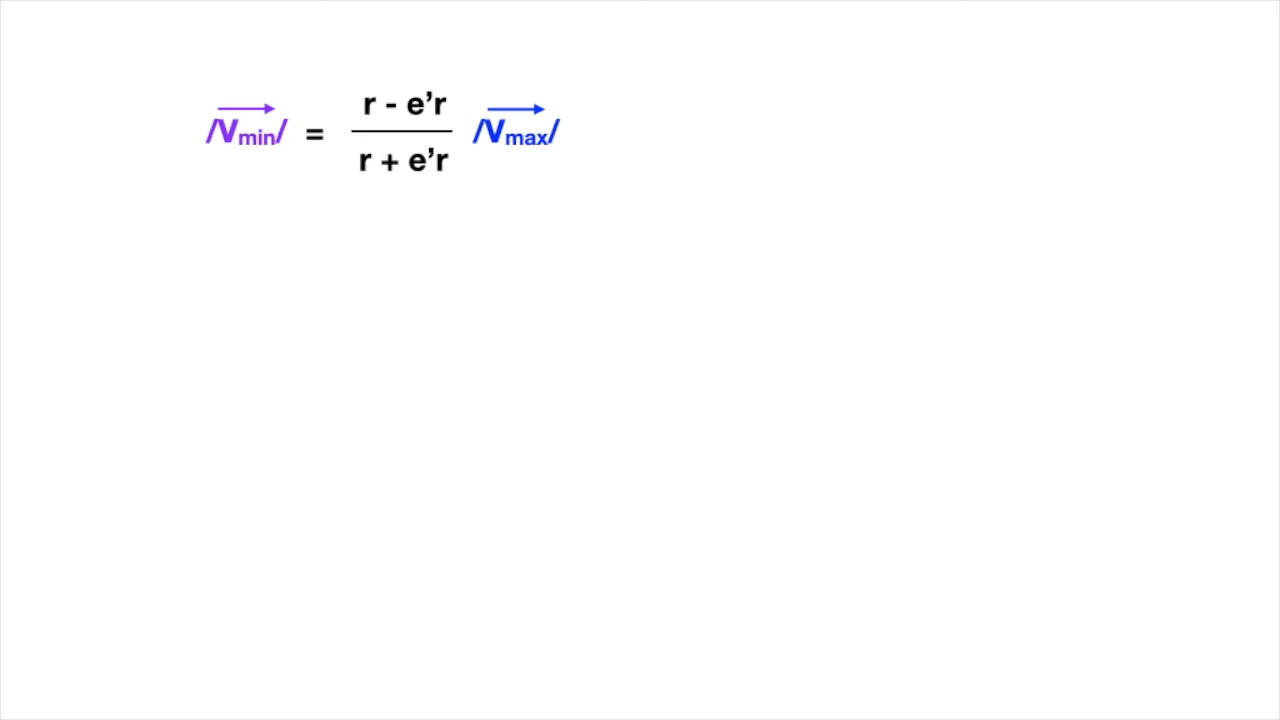 r - e’r
/Vmin/ = /Vmax/
r + e’r